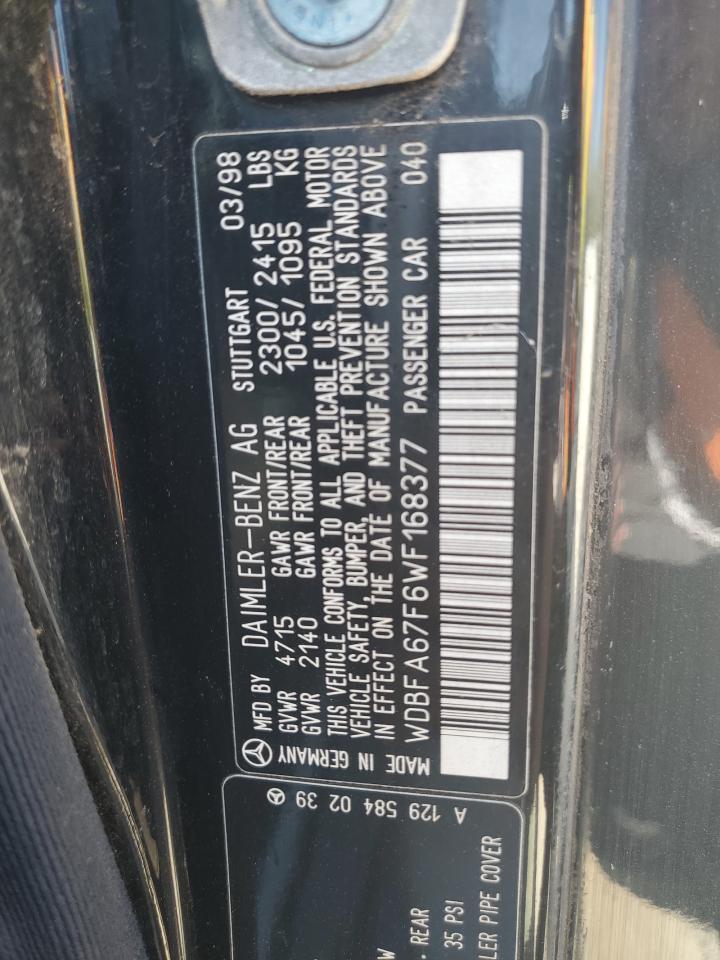 MFD BY DAIMLER-BENZ AG STUTTGART 03/98
GVWR 4715 GAWR FRONT/REAR 2300/2415 LBS
GVWR 2140 GAWR FRONT/REAR 1045/1095 KG
THIS VEHICLE CONFORMS TO ALL APPLICABLE U.S. FEDERAL MOTOR
VEHICLE SAFETY, BUMPER, AND THEFT PREVENTION STANDARDS
IN EFFECT ON THE DATE OF MANUFACTURE SHOWN ABOVE
MADE IN GERMANY
WDBFA67F6WF168377 PASSENGER CAR 040
A 129 584 02 39
REAR
35 PSI
PIPE COVER